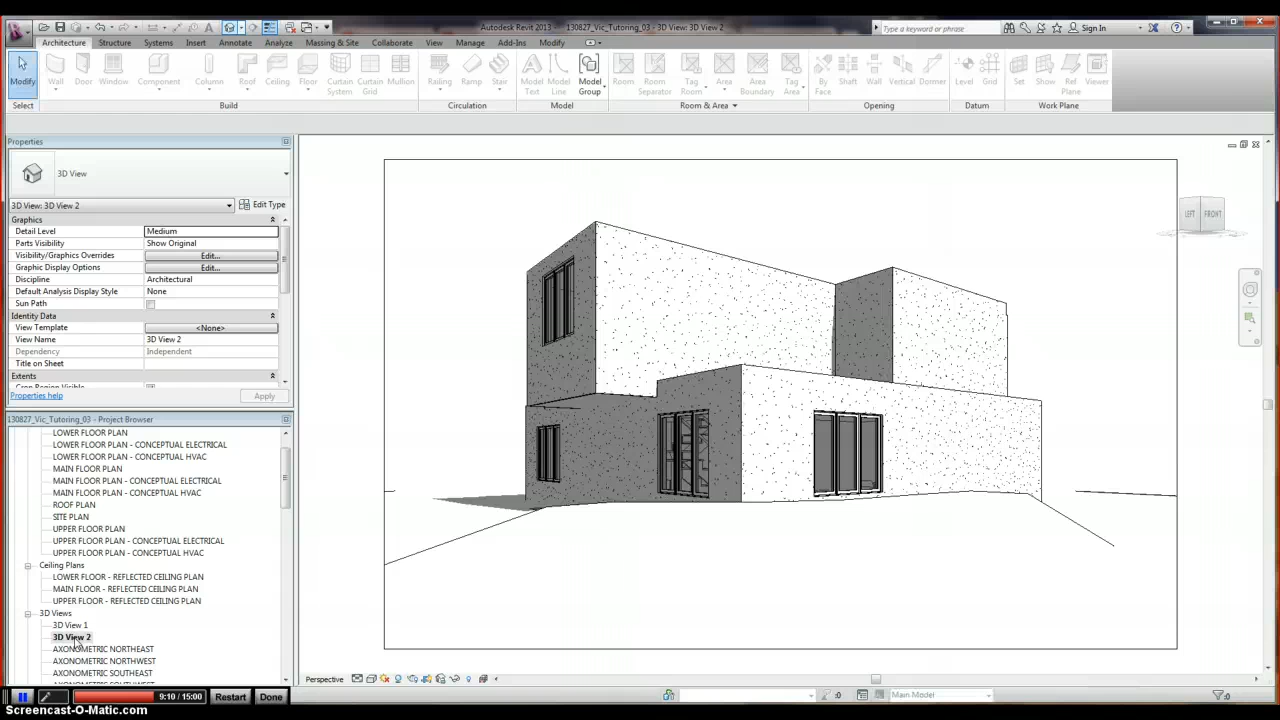 Autodesk Revit 2013 - 130827_Vic_Tutoring_03 - 3D View: 3D View 2
Type a keyword or phrase
Sign In
Architecture Structure Systems Insert Annotate Analyze Massing & Site Collaborate View Manage Add-Ins Modify
Modify Wall Door Window Component Column Roof Ceiling Floor Curtain System Curtain Grid Mullion Railing Ramp Stair Model Text Model Line Model Group Room Room Separator Tag Room Area Area Boundary Tag Area By Face Shaft Wall Vertical Dormer Level Grid Set Show Ref Plane Viewer
Select Build Circulation Model Room & Area Opening Datum Work Plane
Properties
3D View
3D View: 3D View 2 Edit Type
Graphics
Detail Level Medium
Parts Visibility Show Original
Visibility/Graphics Overrides Edit...
Graphic Display Options Edit...
Discipline Architectural
Default Analysis Display Style None
Sun Path
Identity Data
View Template <None>
View Name 3D View 2
Dependency Independent
Title on Sheet
Extents
Crop Region Visible
Properties help Apply
LEFT FRONT
130827_Vic_Tutoring_03 - Project Browser
LOWER FLOOR PLAN
LOWER FLOOR PLAN - CONCEPTUAL ELECTRICAL
LOWER FLOOR PLAN - CONCEPTUAL HVAC
MAIN FLOOR PLAN
MAIN FLOOR PLAN - CONCEPTUAL ELECTRICAL
MAIN FLOOR PLAN - CONCEPTUAL HVAC
ROOF PLAN
SITE PLAN
UPPER FLOOR PLAN
UPPER FLOOR PLAN - CONCEPTUAL ELECTRICAL
UPPER FLOOR PLAN - CONCEPTUAL HVAC
Ceiling Plans
LOWER FLOOR - REFLECTED CEILING PLAN
MAIN FLOOR - REFLECTED CEILING PLAN
UPPER FLOOR - REFLECTED CEILING PLAN
3D Views
3D View 1
3D View 2
AXONOMETRIC NORTHEAST
AXONOMETRIC NORTHWEST
AXONOMETRIC SOUTHEAST
Perspective
9:10 / 15:00 Restart Done
:0 Main Model :0
Screencast-O-Matic.com